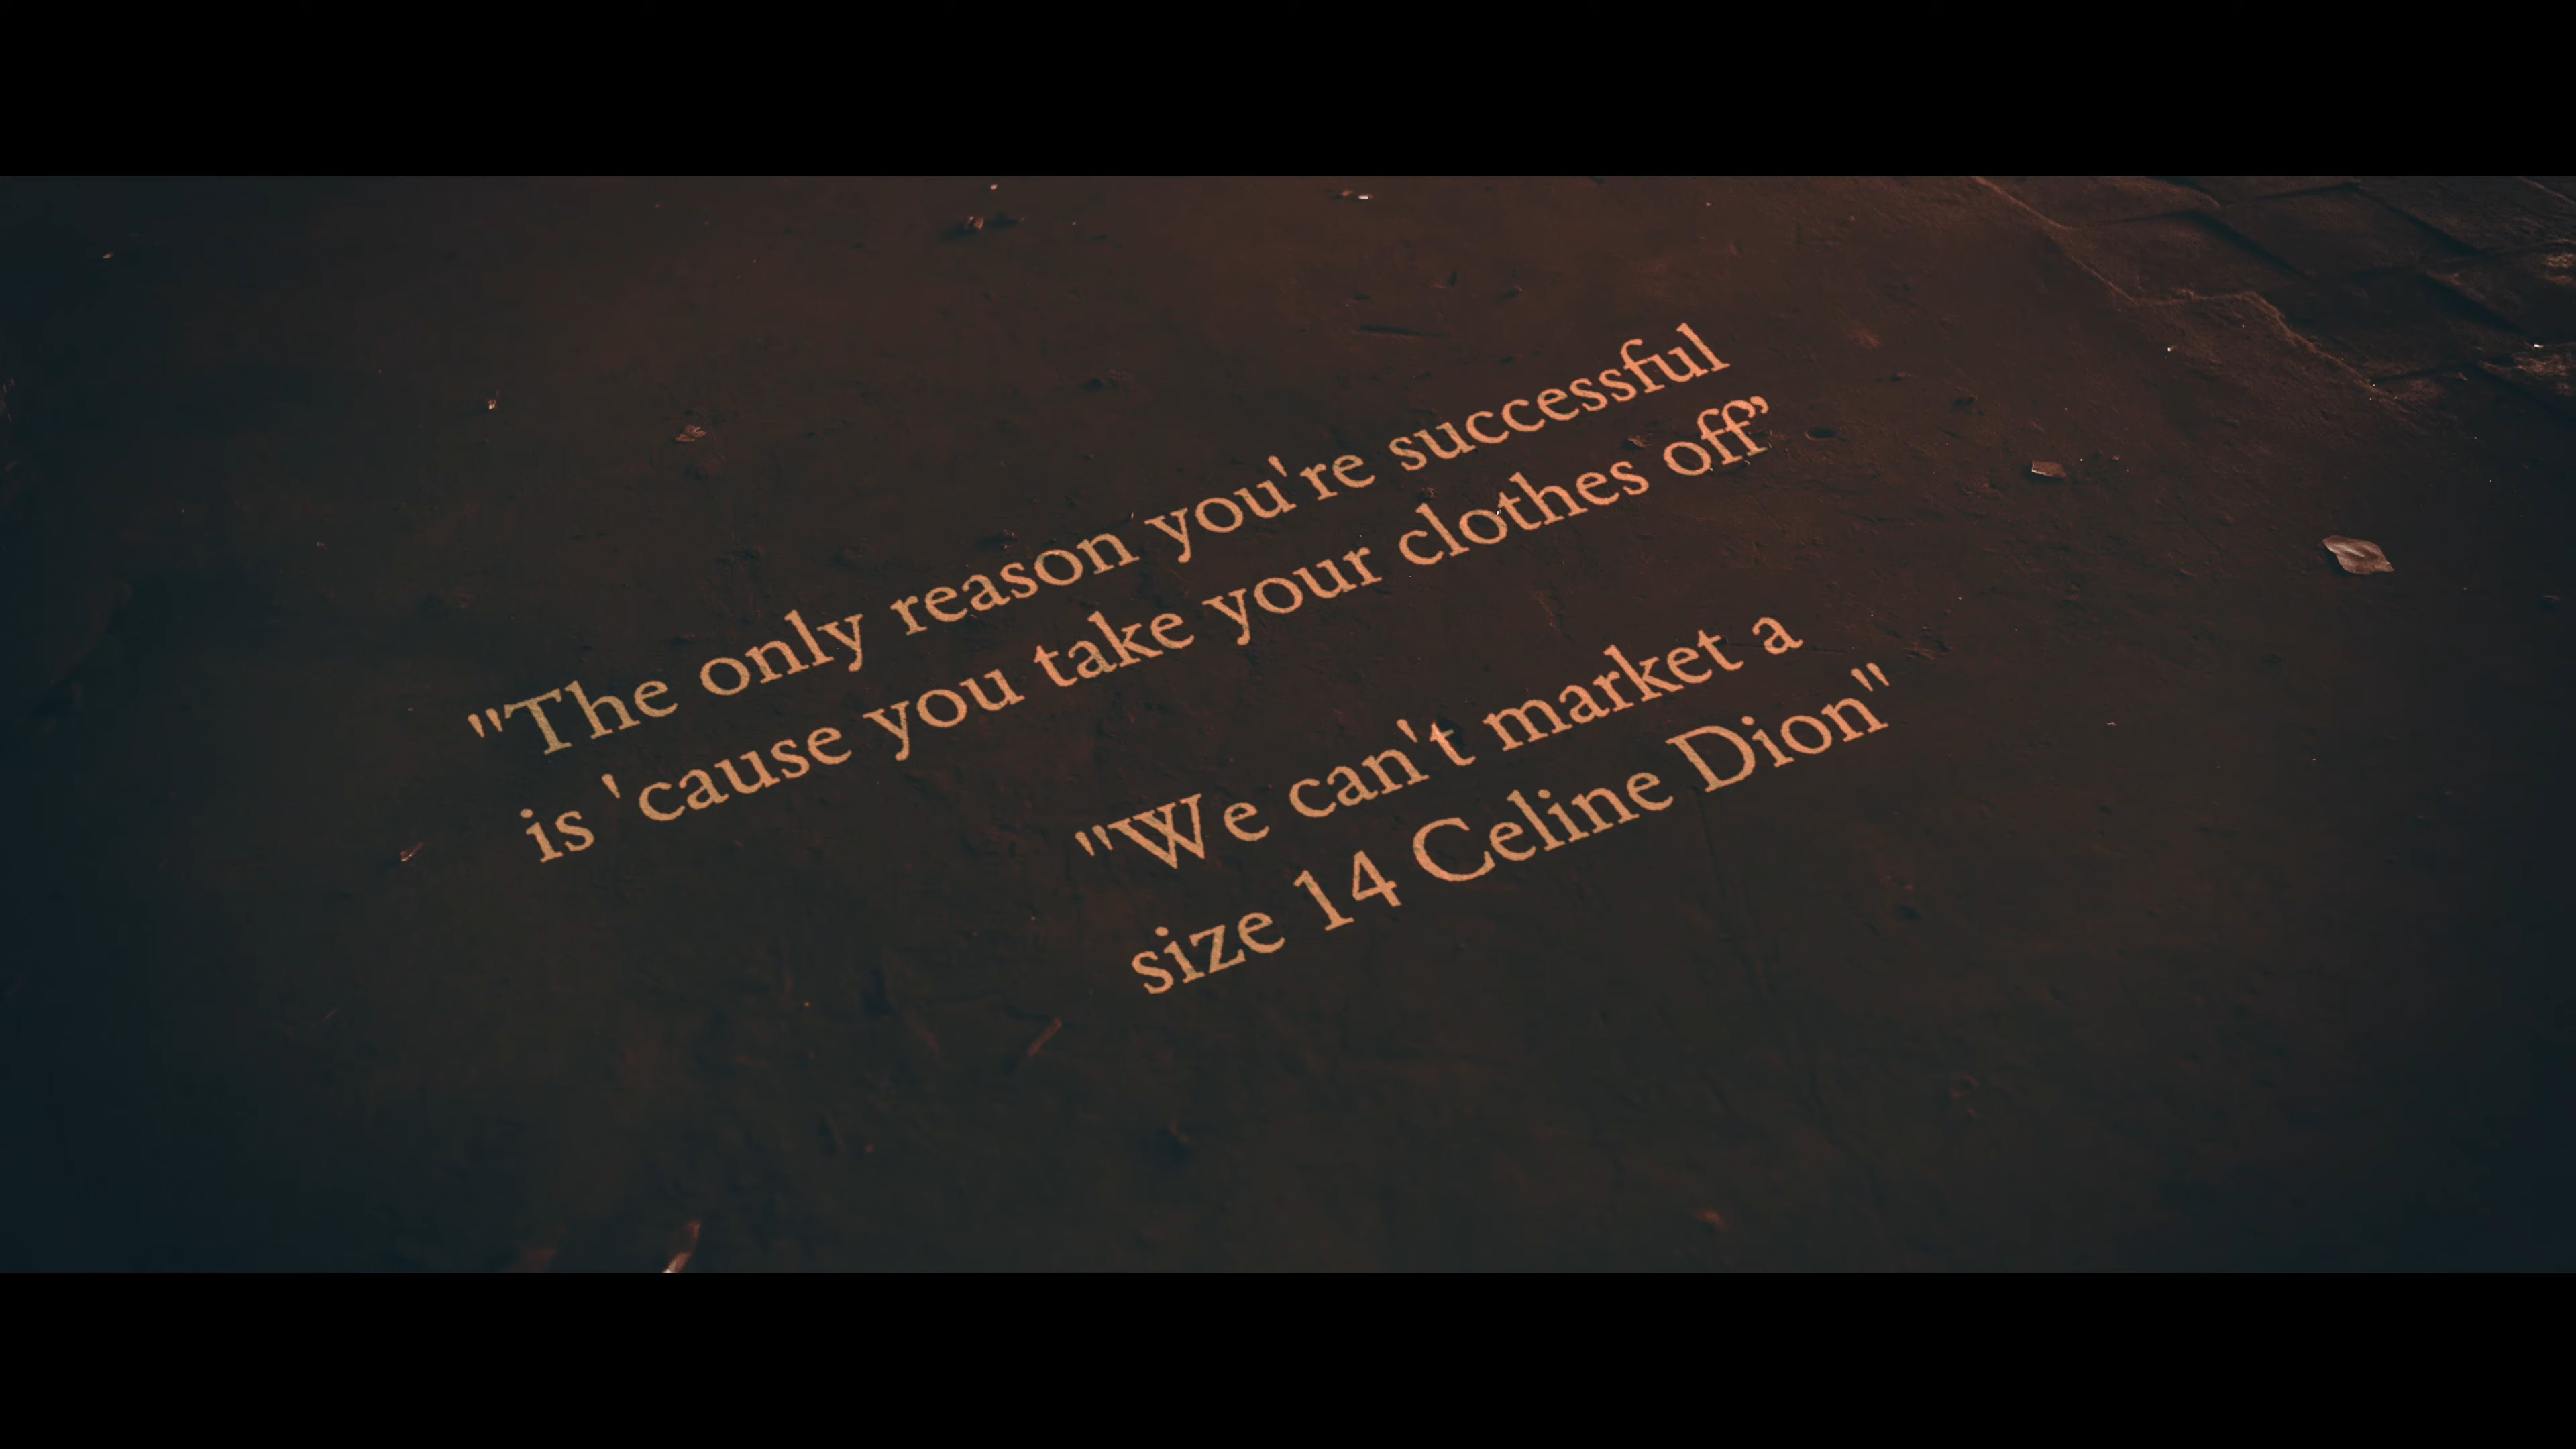 "The only reason you're successful
is 'cause you take your clothes off”
"We can't market a
size 14 Celine Dion"